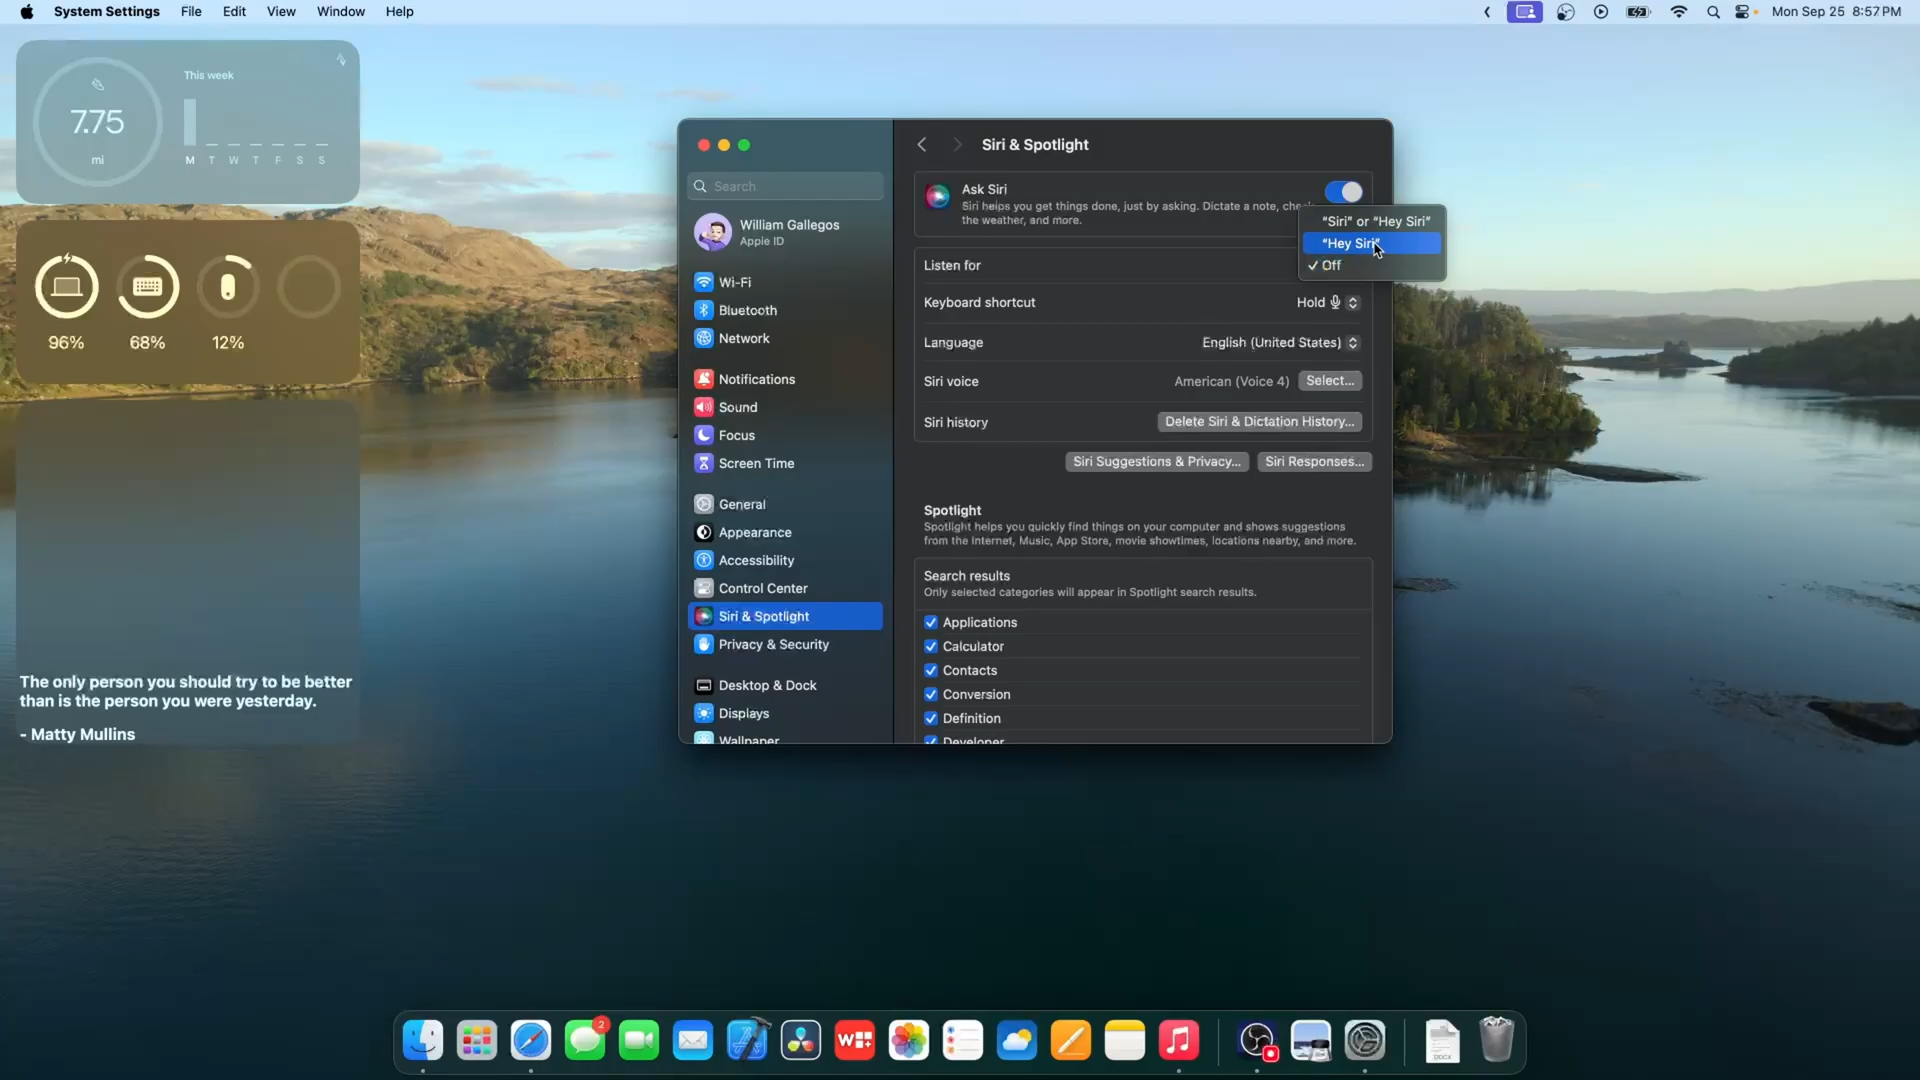 System Settings File Edit View Window Help
Mon Sep 25 8:57 PM
This week
7.75
mi
M T W T F S S
96% 68% 12%
The only person you should try to be better
than is the person you were yesterday.
- Matty Mullins
Search
William Gallegos
Apple ID
Wi-Fi
Bluetooth
Network
Notifications
Sound
Focus
Screen Time
General
Appearance
Accessibility
Control Center
Siri & Spotlight
Privacy & Security
Desktop & Dock
Displays
Wallpaper
Siri & Spotlight
Ask Siri
Siri helps you get things done, just by asking. Dictate a note,
the weather, and more.
"Siri" or "Hey Siri"
"Hey Siri"
✓ Off
Listen for
Keyboard shortcut Hold
Language English (United States)
Siri voice American (Voice 4) Select...
Siri history Delete Siri & Dictation History...
Siri Suggestions & Privacy... Siri Responses...
Spotlight
Spotlight helps you quickly find things on your computer and shows suggestions
from the Internet, Music, App Store, movie showtimes, locations nearby, and more.
Search results
Only selected categories will appear in Spotlight search results.
Applications
Calculator
Contacts
Conversion
Definition
Developer
2
DOCX